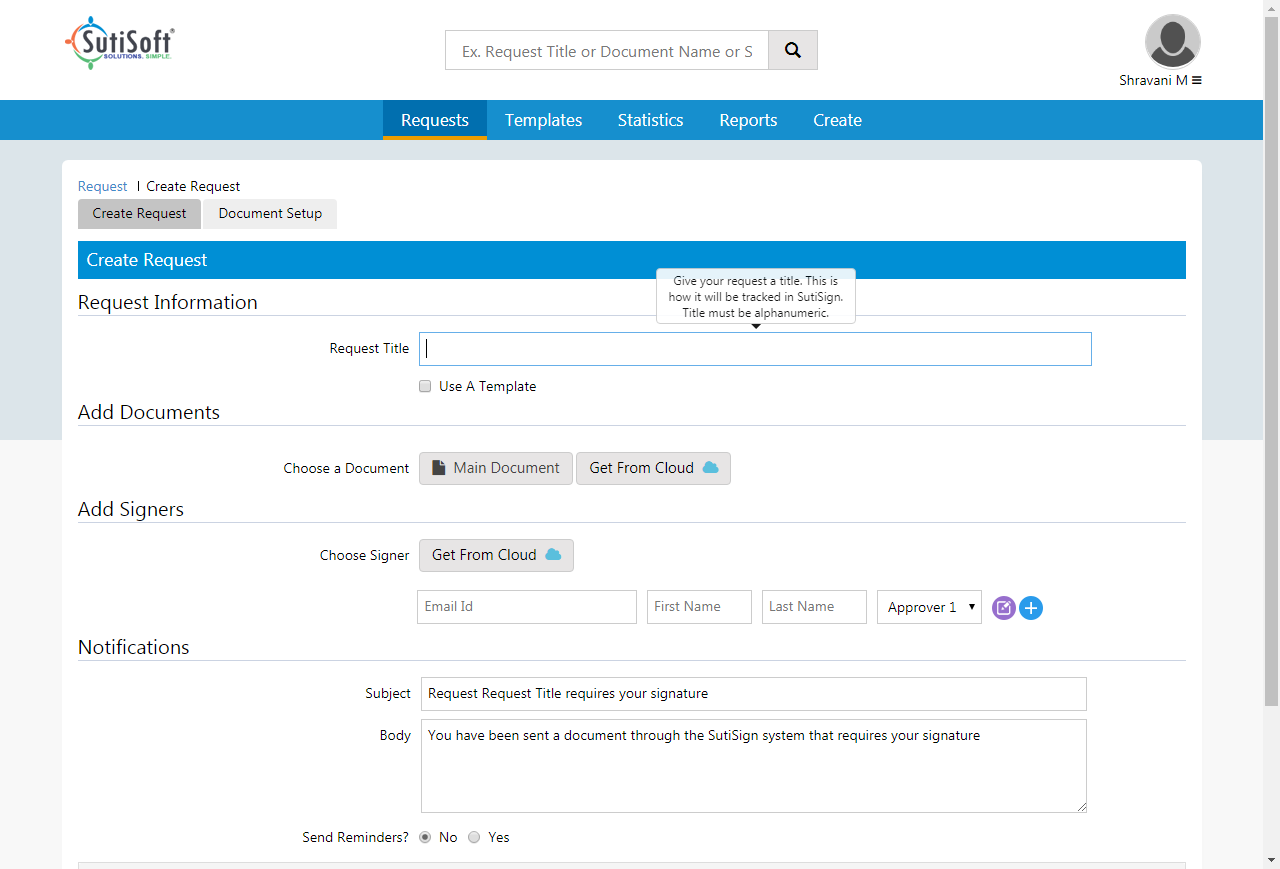 SutiSoft®
SOLUTIONS. SIMPLE.
Ex. Request Title or Document Name or S
Shravani M
Requests Templates Statistics Reports Create
Request | Create Request
Create Request Document Setup
Create Request
Give your request a title. This is
how it will be tracked in SutiSign.
Title must be alphanumeric.
Request Information
Request Title
Use A Template
Add Documents
Choose a Document Main Document Get From Cloud
Add Signers
Choose Signer Get From Cloud
Email Id First Name Last Name Approver 1
Notifications
Subject Request Request Title requires your signature
Body You have been sent a document through the SutiSign system that requires your signature
Send Reminders? No Yes